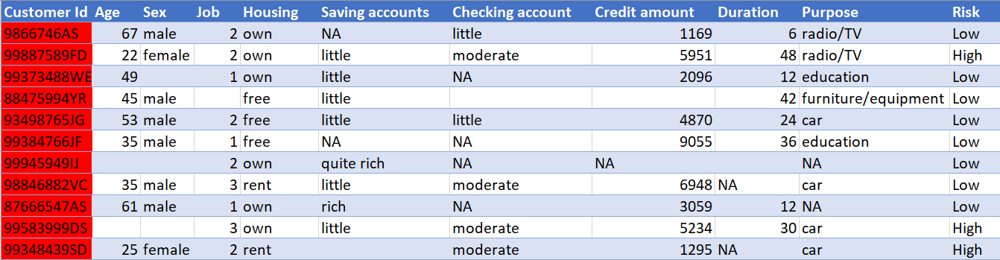 Customer Id Age Sex Job Housing Saving accounts Checking account Credit amount Duration Purpose Risk
9866746AS 67 male 2 own NA little 1169 6 radio/TV Low
99887589FD 22 female 2 own little moderate 5951 48 radio/TV High
99373488WE 49 1 own little NA 2096 12 education Low
88475994YR 45 male free little 42 furniture/equipment Low
93498765JG 53 male 2 free little little 4870 24 car Low
99384766JF 35 male 1 free NA NA 9055 36 education Low
99945949IJ 2 own quite rich NA NA NA Low
98846882VC 35 male 3 rent little moderate 6948 NA car Low
87666547AS 61 male 1 own rich NA 3059 12 NA Low
99583999DS 3 own little moderate 5234 30 car High
99348439SD 25 female 2 rent moderate 1295 NA car High